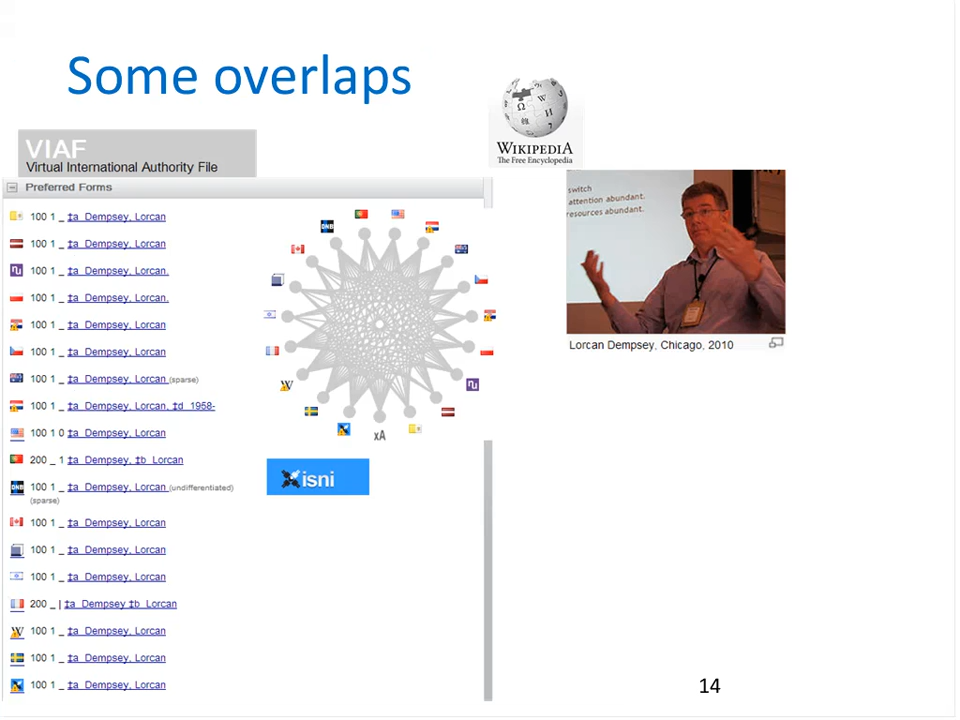 Some overlaps
WIKIPEDIA
The Free Encyclopedia
VIAF
Virtual International Authority File
Preferred Forms
100 1 _ ‡a Dempsey, Lorcan
100 1 _ ‡a Dempsey, Lorcan
100 1 _ ‡a Dempsey, Lorcan.
100 1 _ ‡a Dempsey, Lorcan.
100 1 _ ‡a Dempsey, Lorcan
100 1 _ ‡a Dempsey, Lorcan
100 1 _ ‡a Dempsey, Lorcan (sparse)
100 1 _ ‡a Dempsey, Lorcan, ‡d 1958-
100 1 0 ‡a Dempsey, Lorcan
200 _ 1 ‡a Dempsey, ‡b Lorcan
DNB 100 1 _ ‡a Dempsey, Lorcan (undifferentiated)
(sparse)
100 1 _ ‡a Dempsey, Lorcan
100 1 _ ‡a Dempsey, Lorcan
100 1 _ ‡a Dempsey, Lorcan
200 _ | ‡a Dempsey ‡b Lorcan
W 100 1 _ ‡a Dempsey, Lorcan
100 1 _ ‡a Dempsey, Lorcan
100 1 _ ‡a Dempsey, Lorcan
DNB
W
xA
isni
switch
attention abundant.
resources abundant.
Lorcan Dempsey, Chicago, 2010
14